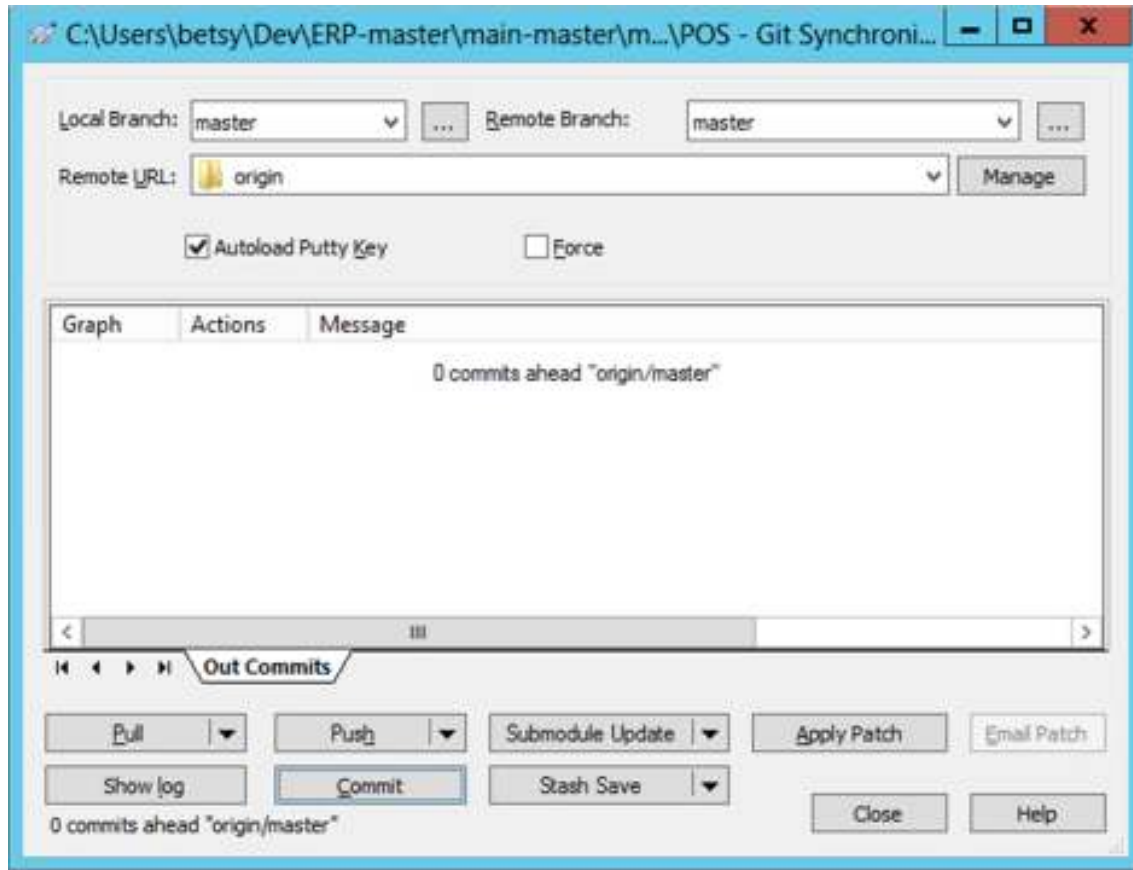 C:\Users\betsy\Dev\ERP-master\main-master\m...\POS - Git Synchroni...
Local Branch: master ... Remote Branch: master ...
Remote URL: origin Manage
Autoload Putty Key Force
Graph Actions Message
0 commits ahead "origin/master"
Out Commits
Pull Push Submodule Update Apply Patch Email Patch
Show log Commit Stash Save
0 commits ahead "origin/master"
Close Help